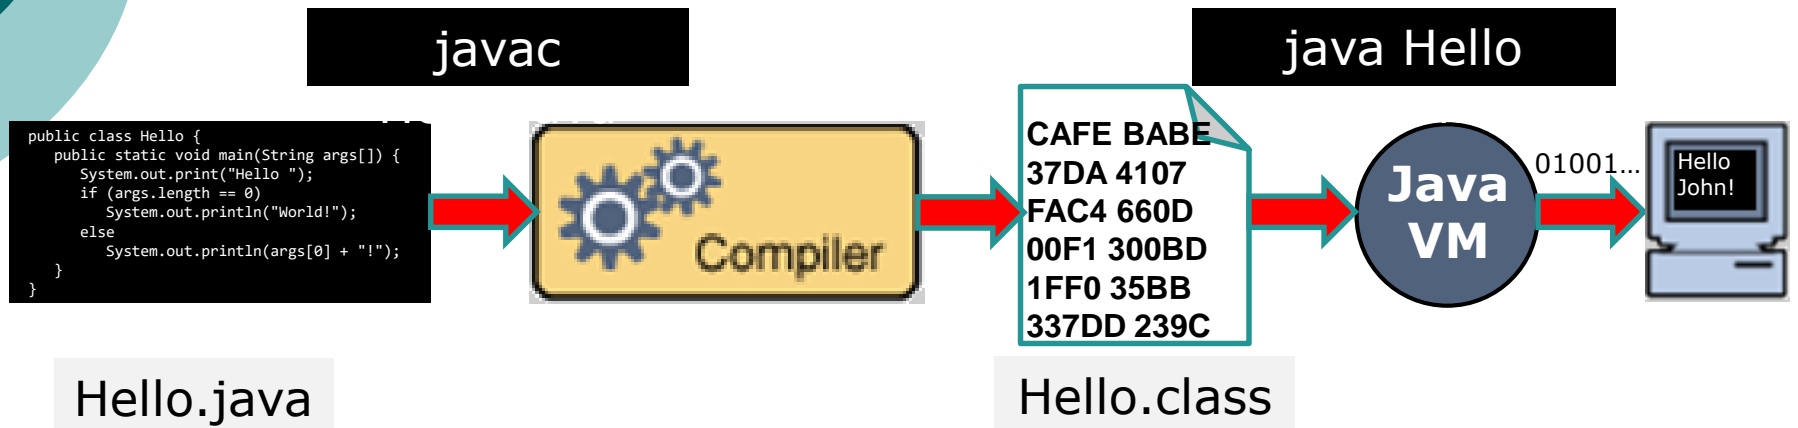 javac
java Hello
public class Hello {
public static void main(String args[]) {
System.out.print("Hello ");
if (args.length == 0)
System.out.println("World!");
else
System.out.println(args[0] + "!");
}
}
Compiler
CAFE BABE
37DA 4107
FAC4 660D
00F1 300BD
1FF0 35BB
337DD 239C
Java
VM
01001...
Hello
John!
Hello.java
Hello.class